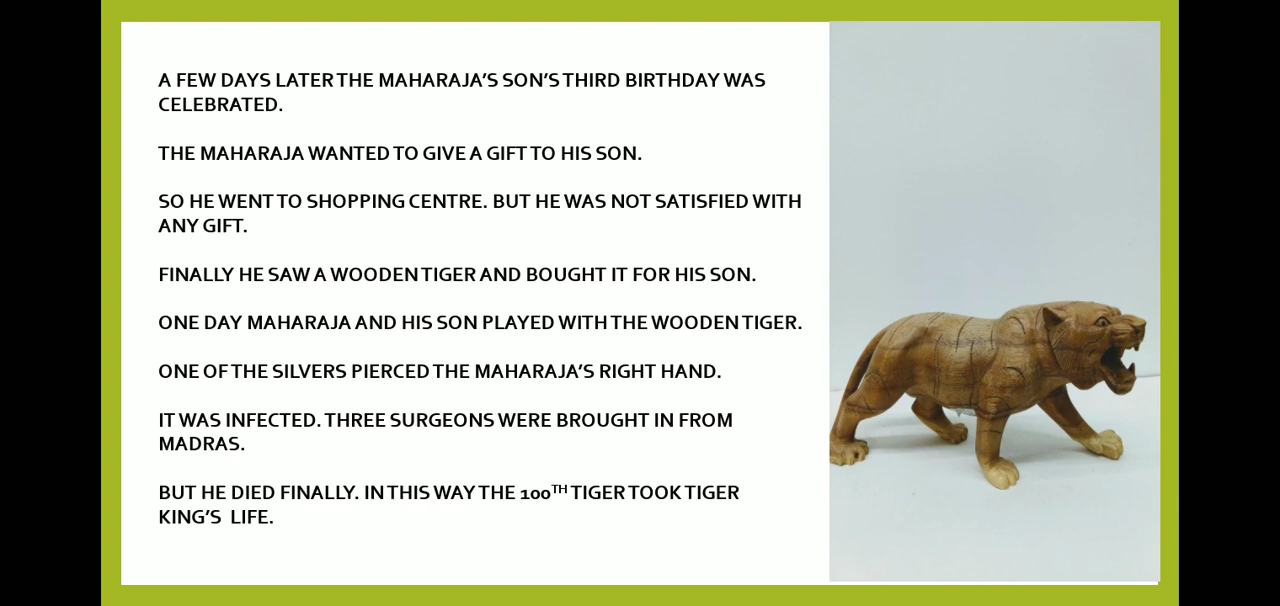 A FEW DAYS LATER THE MAHARAJA’S SON’S THIRD BIRTHDAY WAS
CELEBRATED.
THE MAHARAJA WANTED TO GIVE A GIFT TO HIS SON.
SO HE WENT TO SHOPPING CENTRE. BUT HE WAS NOT SATISFIED WITH
ANY GIFT.
FINALLY HE SAW A WOODEN TIGER AND BOUGHT IT FOR HIS SON.
ONE DAY MAHARAJA AND HIS SON PLAYED WITH THE WOODEN TIGER.
ONE OF THE SILVERS PIERCED THE MAHARAJA’S RIGHT HAND.
IT WAS INFECTED. THREE SURGEONS WERE BROUGHT IN FROM
MADRAS.
BUT HE DIED FINALLY. IN THIS WAY THE 100TH TIGER TOOK TIGER
KING’S LIFE.